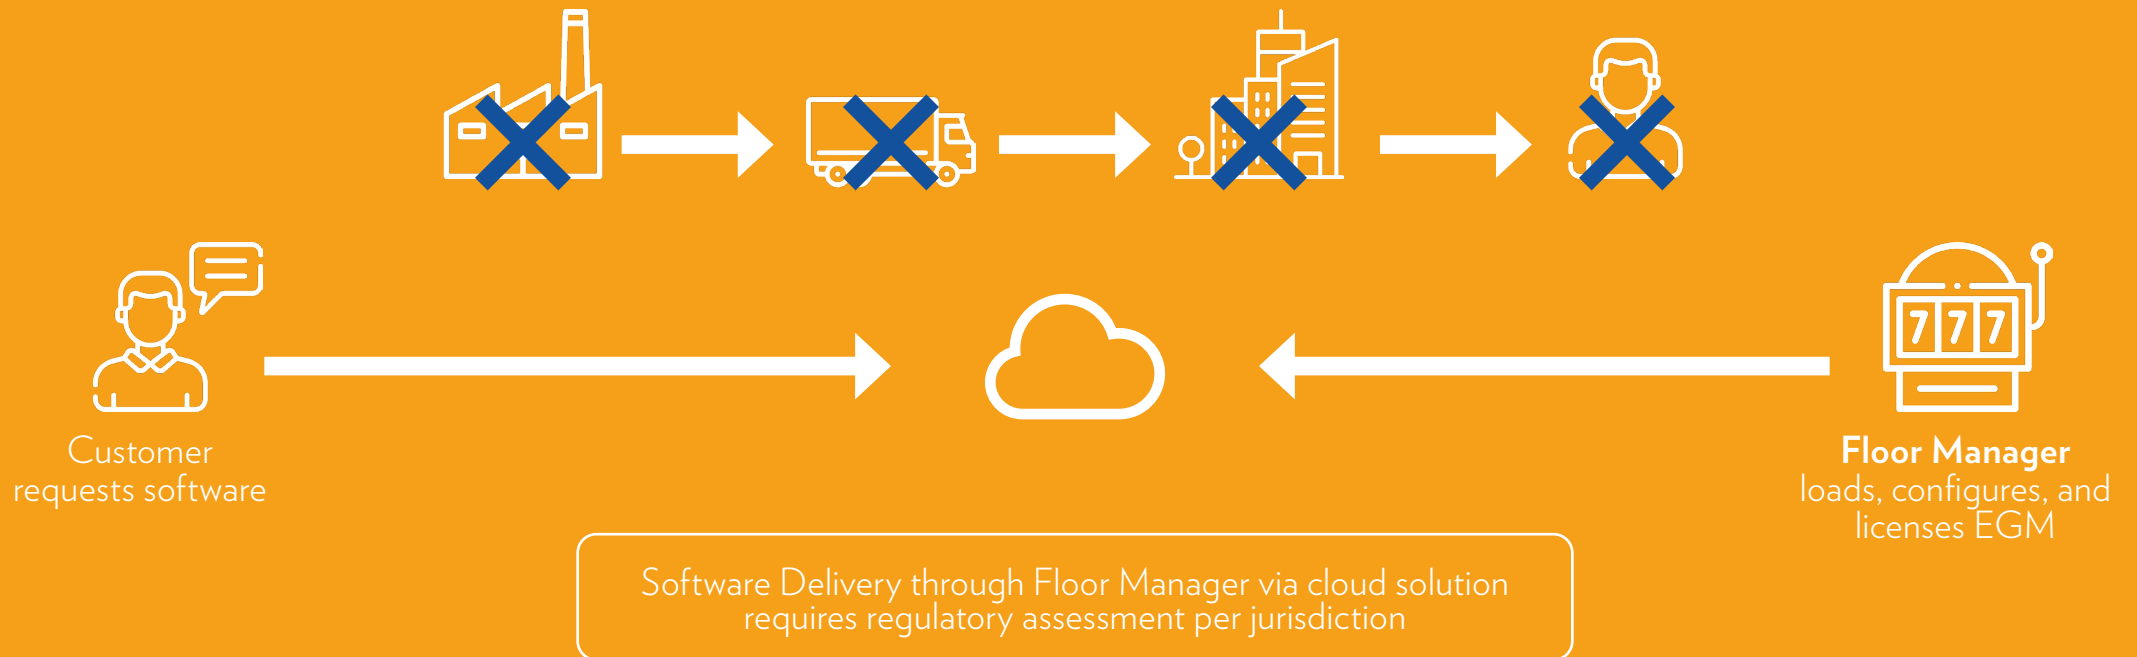 777
Customer
requests software
Floor Manager
loads, configures, and
licenses EGM
Software Delivery through Floor Manager via cloud solution
requires regulatory assessment per jurisdiction